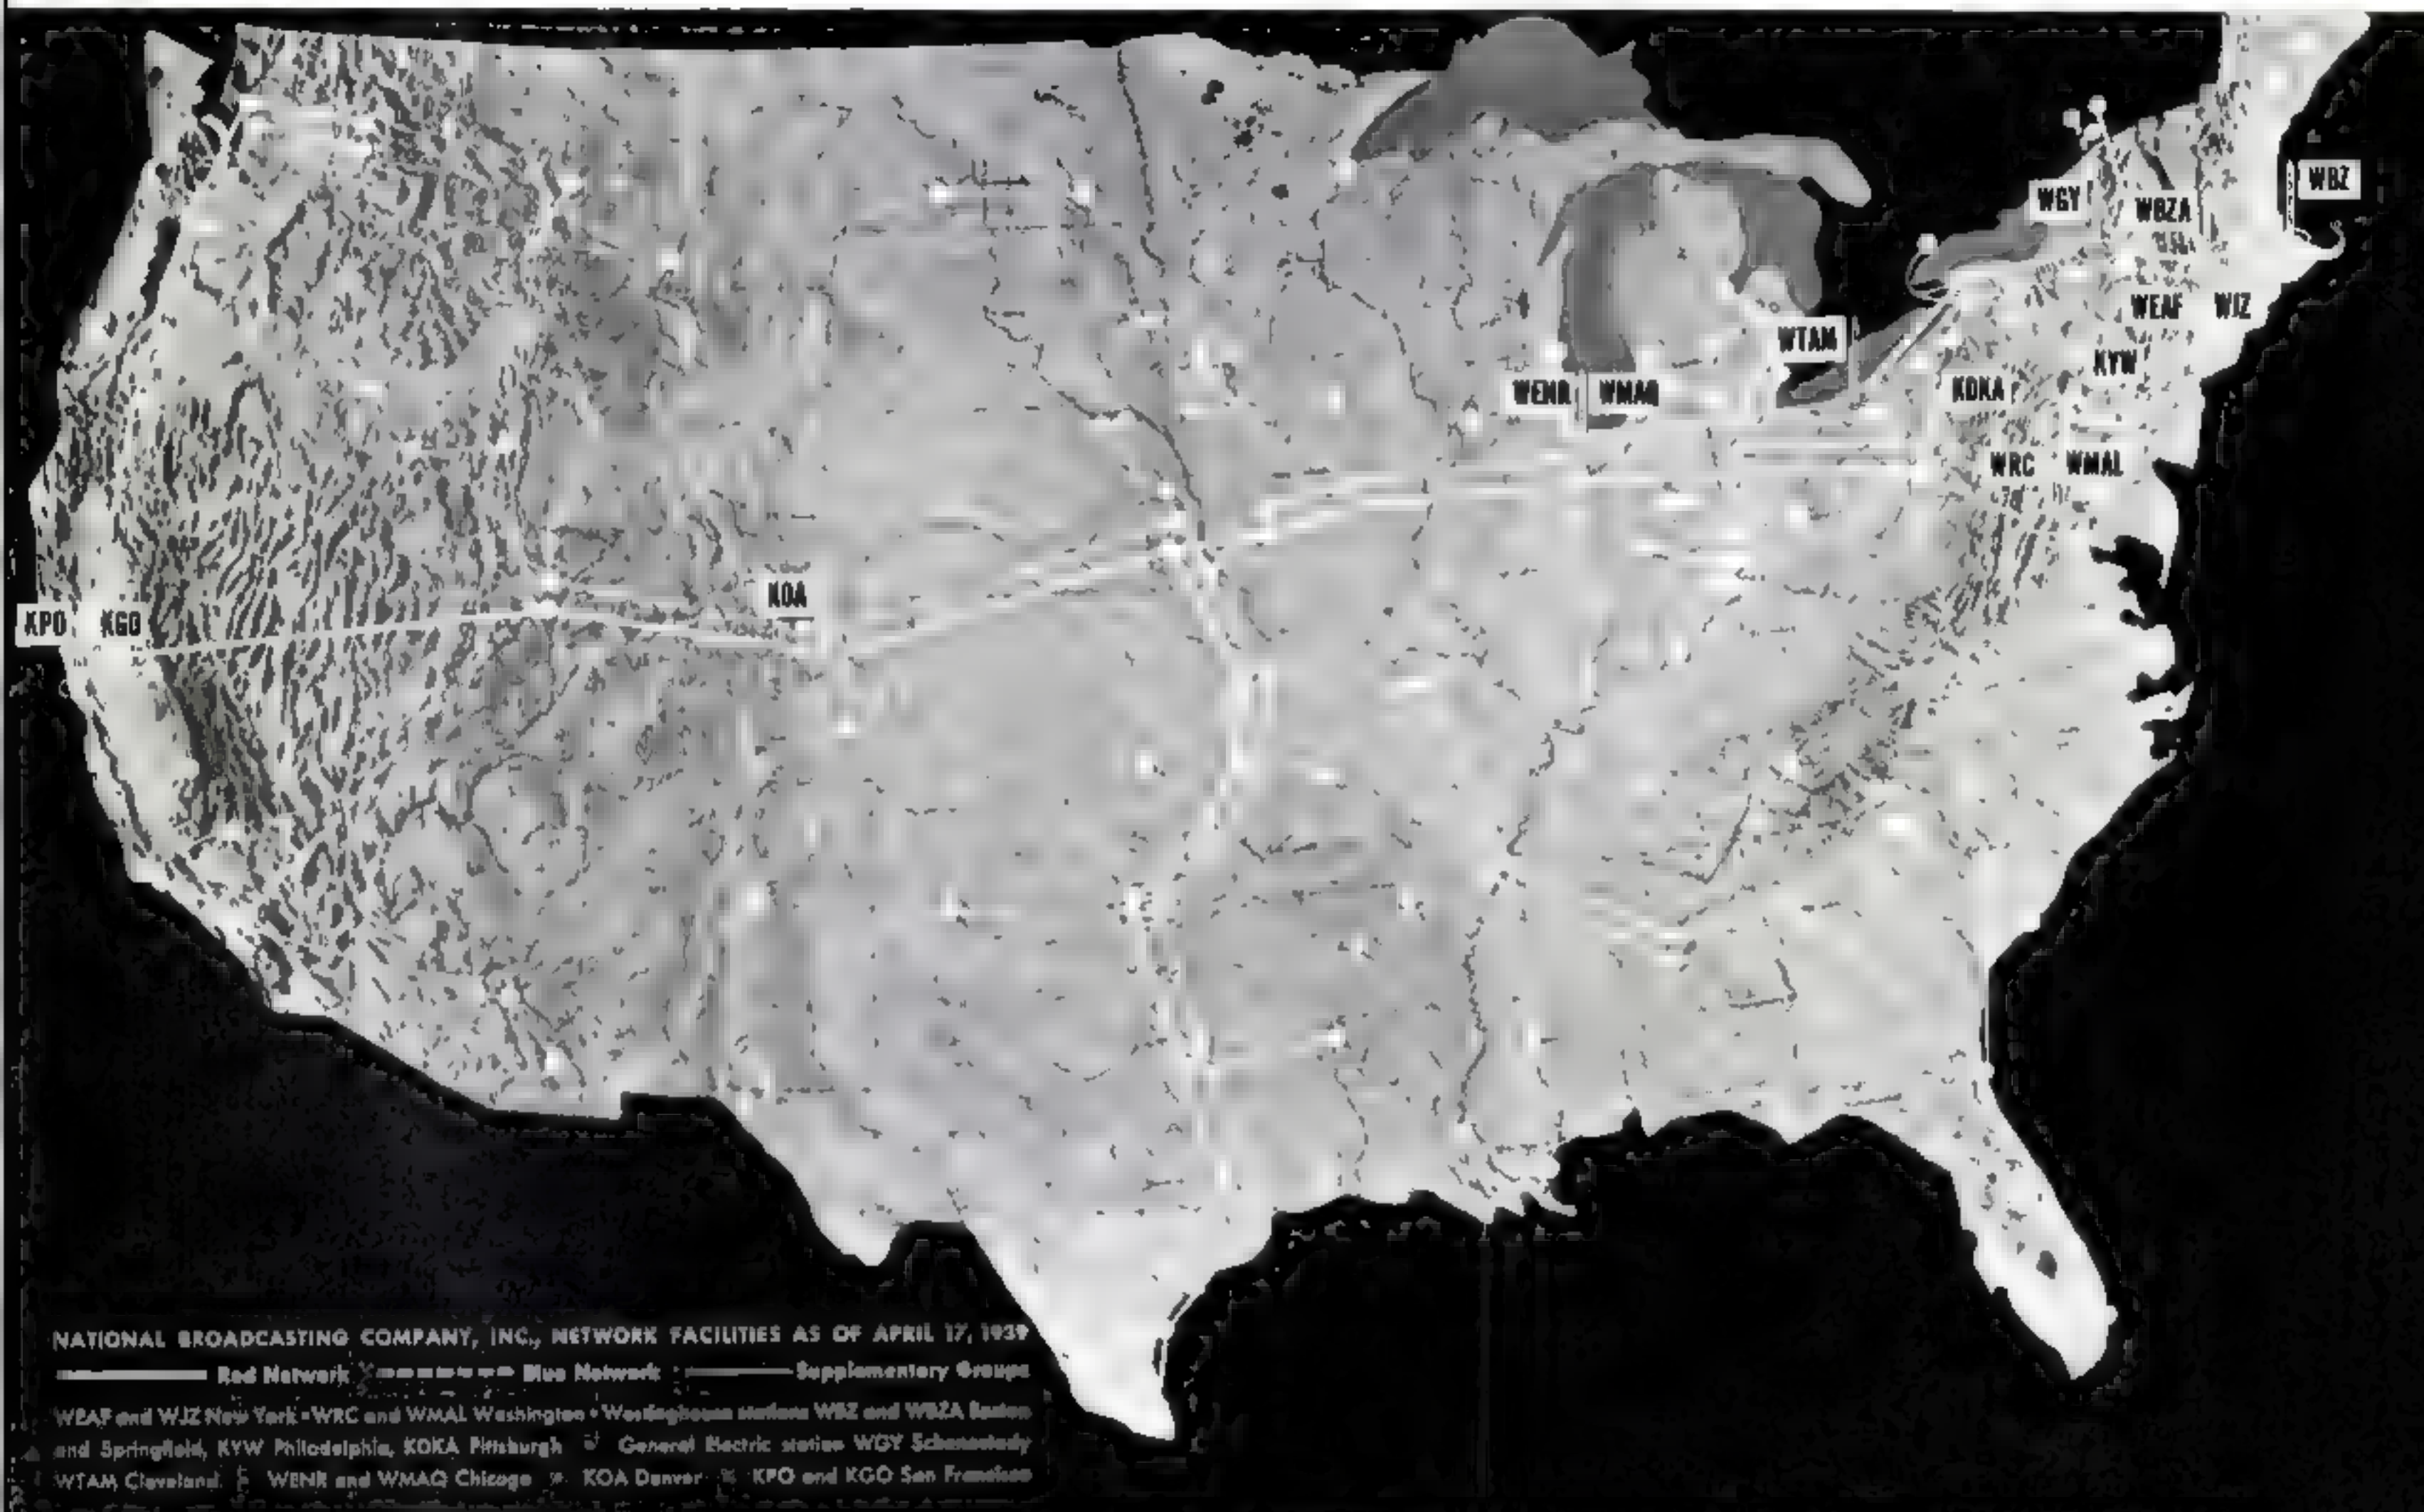 WBZ
WGY
WBZA
WEAF WJZ
WTAM
KYW
WENR WMAQ
KDKA
WRC WMAL
KOA
KPO KGO
NATIONAL BROADCASTING COMPANY, INC., NETWORK FACILITIES AS OF APRIL 17, 1939
Red Network Blue Network Supplementary Groups
WEAF and WJZ New York • WRC and WMAL Washington • Westinghouse stations WBZ and WBZA Boston
and Springfield, KYW Philadelphia, KDKA Pittsburgh General Electric station WGY Schenectady
WTAM Cleveland WENR and WMAQ Chicago KOA Denver KPO and KGO San Francisco